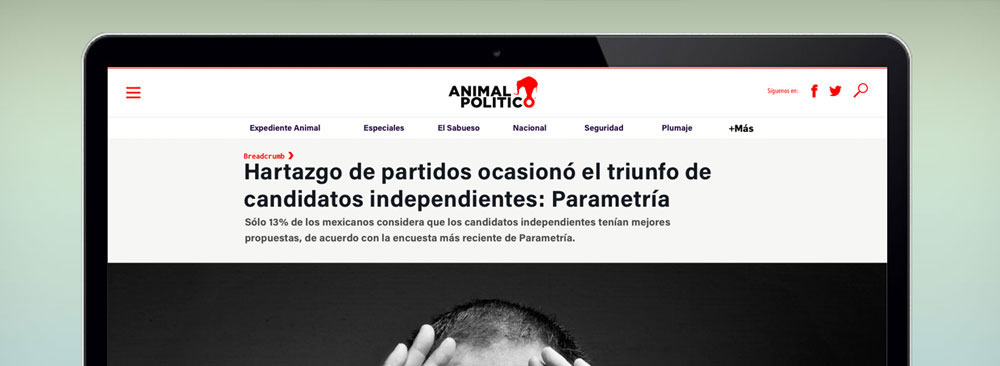 ANIMAL
POLITICO
Síguenos en:
Expediente Animal Especiales El Sabueso Nacional Seguridad Plumaje +Más
Breadcrumb
Hartazgo de partidos ocasionó el triunfo de
candidatos independientes: Parametría
Sólo 13% de los mexicanos considera que los candidatos independientes tenían mejores
propuestas, de acuerdo con la encuesta más reciente de Parametría.